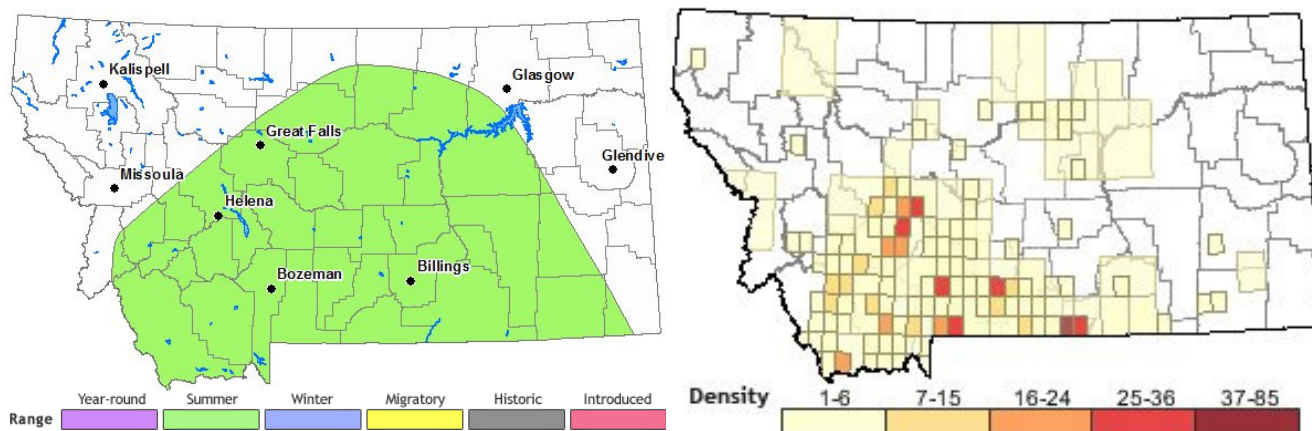 Kalispell
Glasgow
Great Falls
Missoula
Glendive
Helena
Bozeman
Billings
Range Year-round Summer Winter Migratory Historic Introduced
Density 1-6 7-15 16-24 25-36 37-85